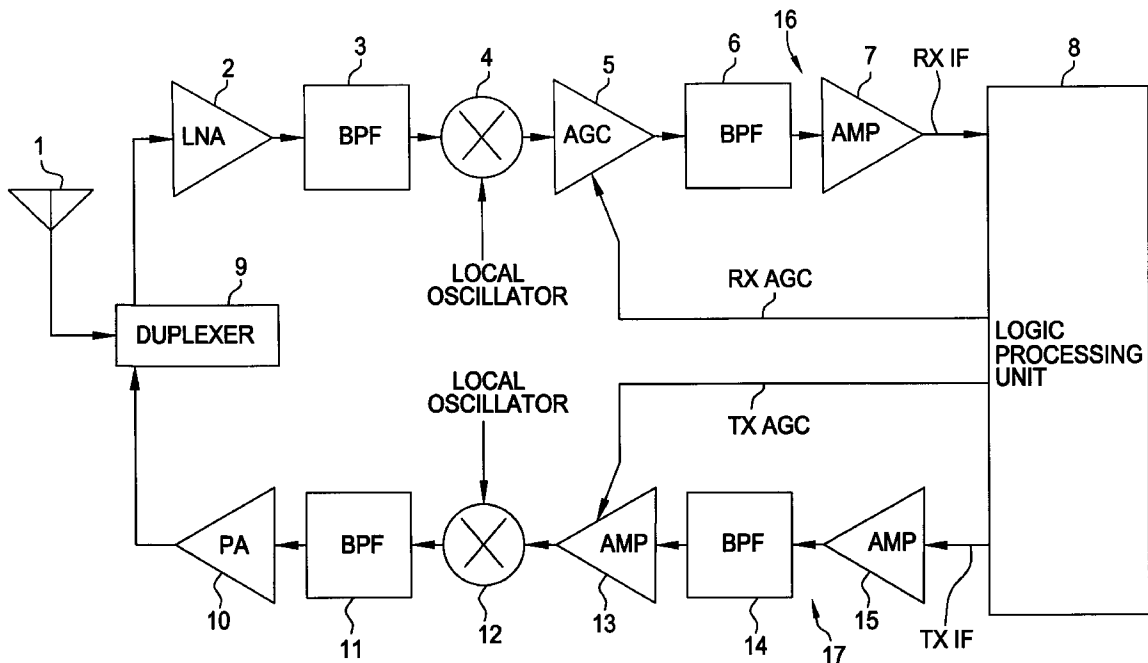 16
3
4
5
6
7
RX IF
8
2
LNA
BPF
AGC
BPF
AMP
1
9
LOCAL
OSCILLATOR
RX AGC
DUPLEXER
LOGIC
PROCESSING
UNIT
LOCAL
OSCILLATOR
TX AGC
PA
BPF
AMP
BPF
AMP
10
11
12
13
14
17
15
TX IF